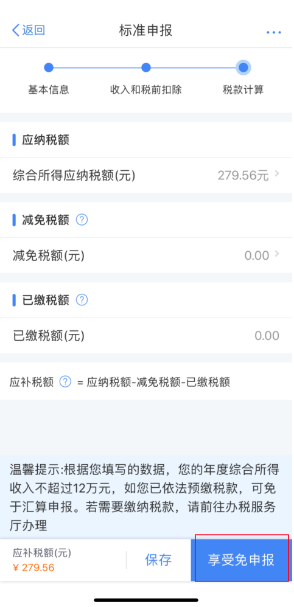 返回
标准申报
...
基本信息 收入和税前扣除 税款计算
应纳税额
综合所得应纳税额(元) 279.56元
减免税额 ?
减免税额(元) 0.00
已缴税额 ?
已缴税额(元) 0.00
应补税额 ? = 应纳税额-减免税额-已缴税额
温馨提示:根据您填写的数据，您的年度综合所得
收入不超过12万元，如您已依法预缴税款，可免
于汇算申报。若需要缴纳税款，请前往办税服务
厅办理
应补税额(元)
¥ 279.56
保存
享受免申报